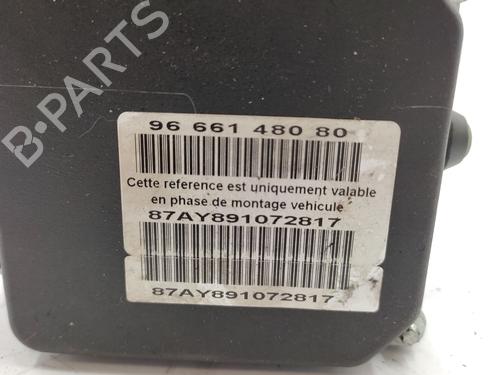 B-PARTS
96 661 480 80
Cette reference est uniquement valable
en phase de montage vehicule
87AY891072817
87AY891072817